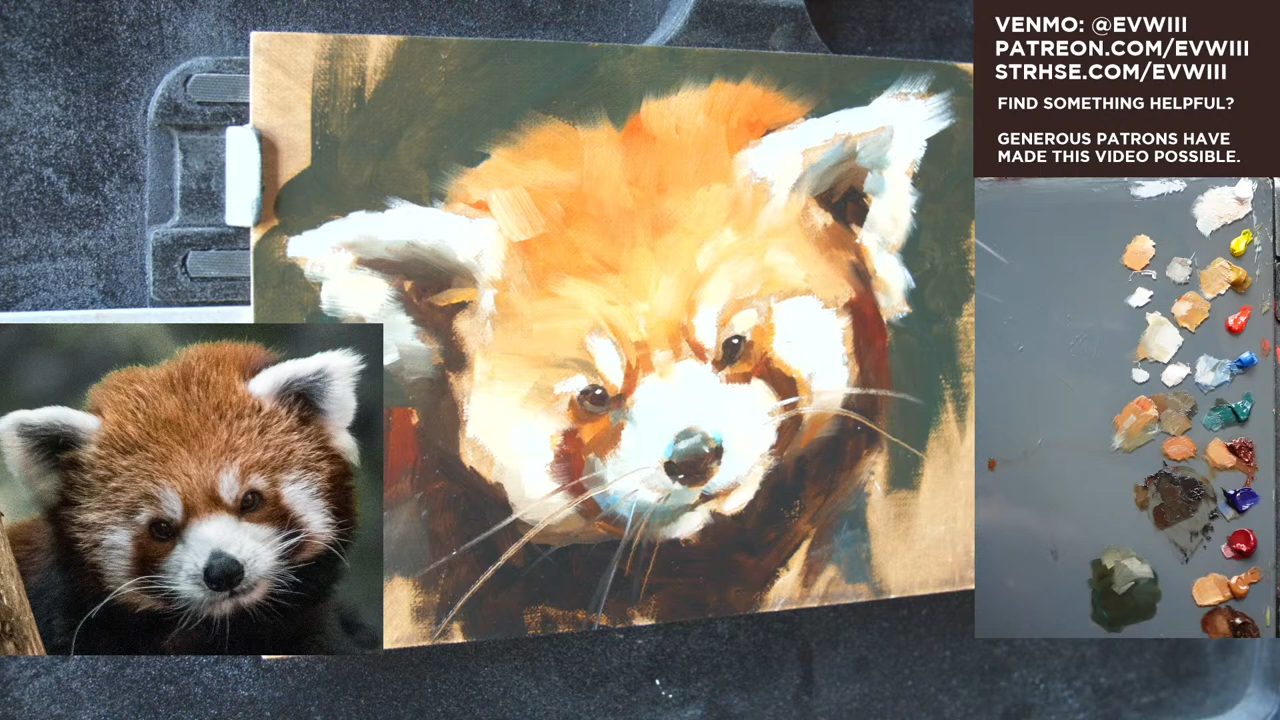 VENMO: @EVWIII
PATREON.COM/EVWIII
STRHSE.COM/EVWIII
FIND SOMETHING HELPFUL?
GENEROUS PATRONS HAVE
MADE THIS VIDEO POSSIBLE.